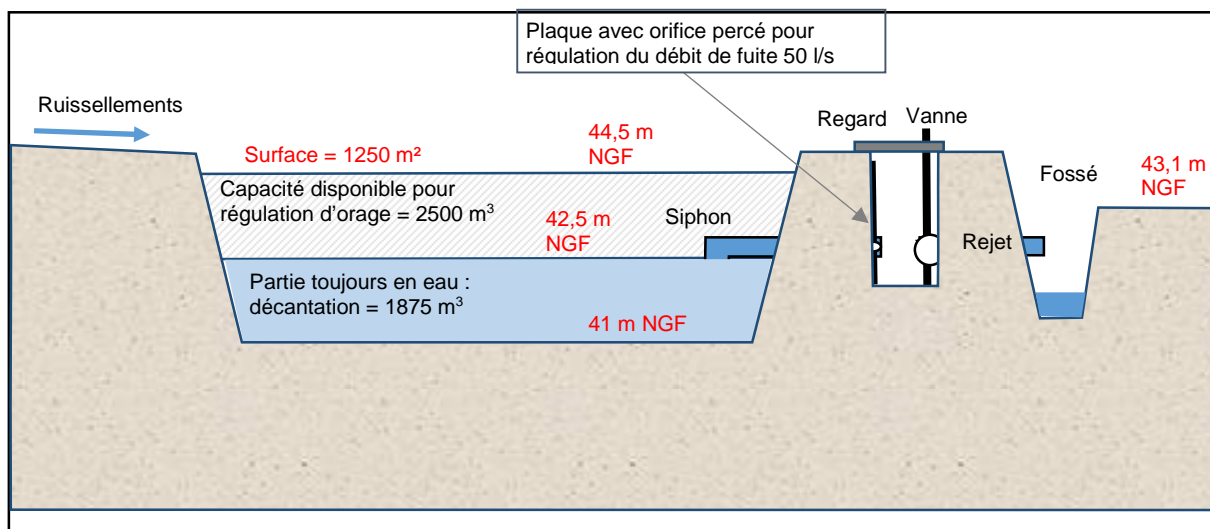 Plaque avec orifice percé pour
régulation du débit de fuite 50 l/s
Ruissellements
Regard
Vanne
44,5 m
NGF
Surface = 1250 m²
43,1 m
NGF
Fossé
Capacité disponible pour
régulation d'orage = 2500 m³
42,5 m
NGF
Siphon
Rejet
Partie toujours en eau :
décantation = 1875 m³
41 m NGF